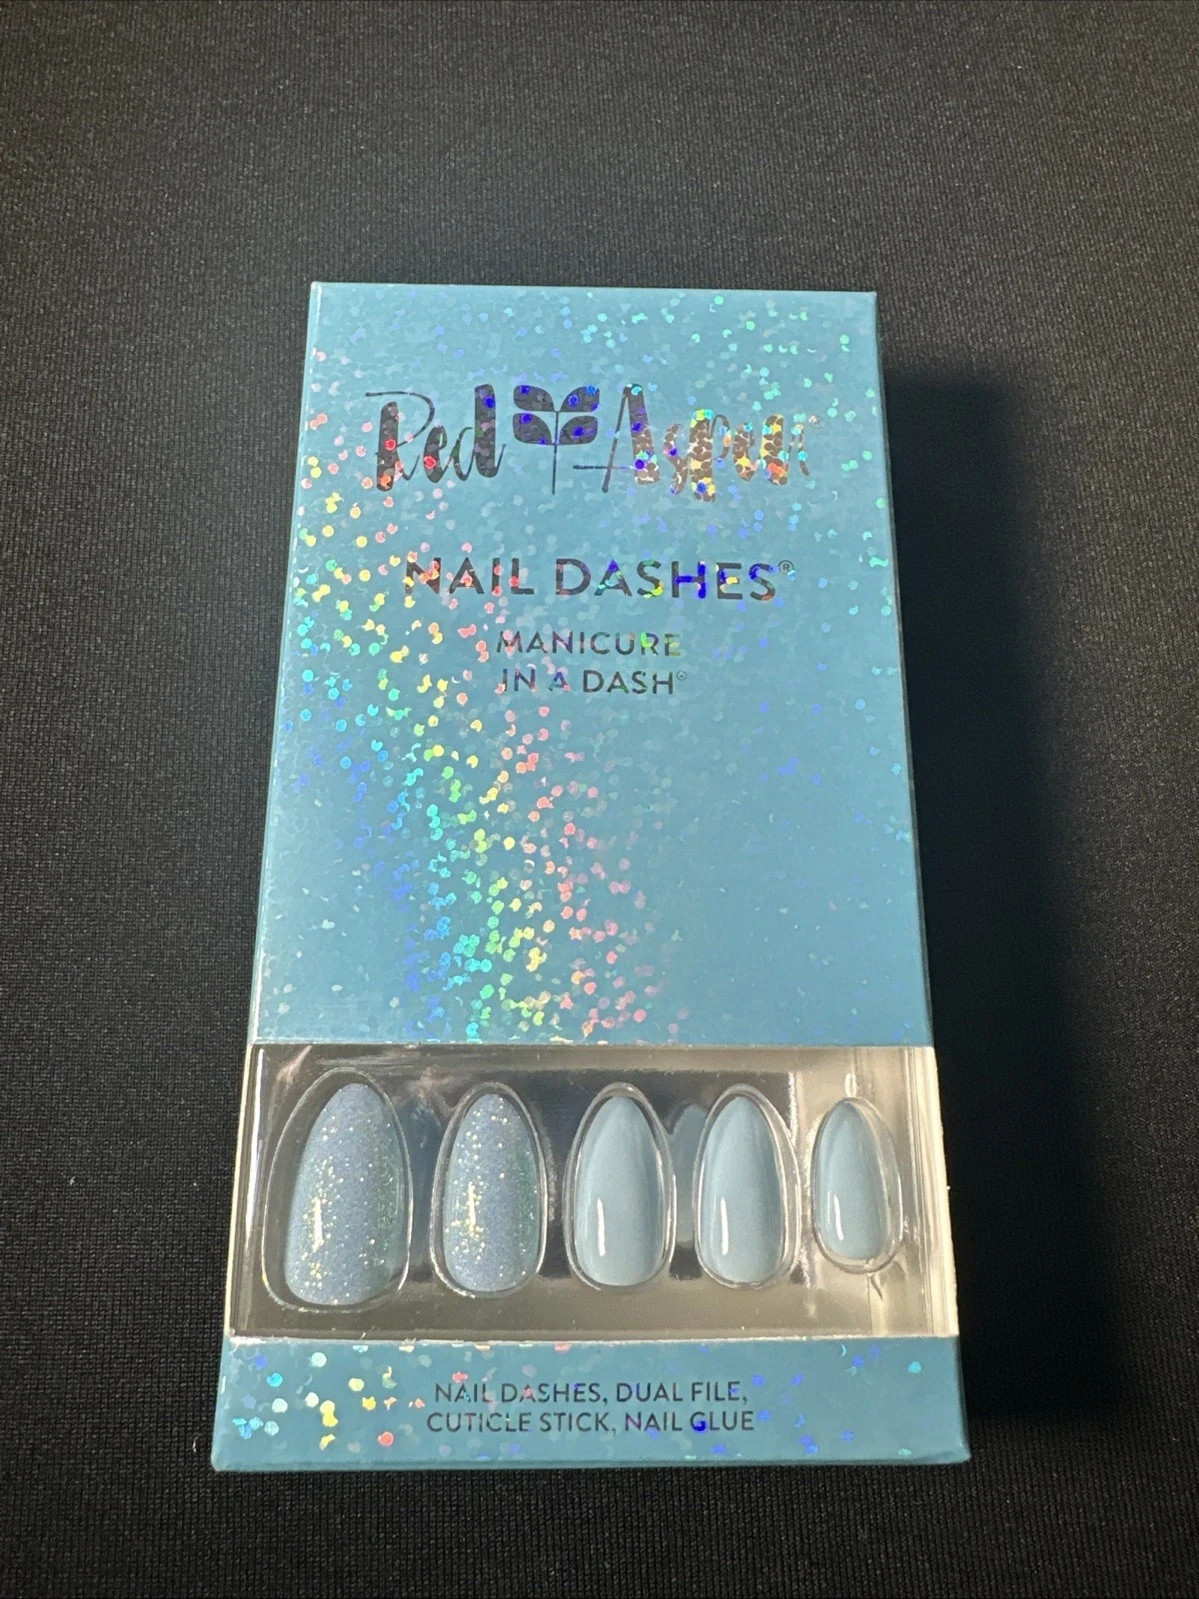 Red Aspen®
NAIL DASHES®
MANICURE
IN A DASH®
NAIL DASHES, DUAL FILE,
CUTICLE STICK, NAIL GLUE